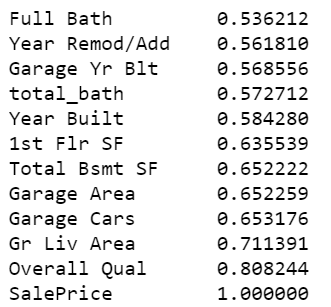 Full Bath 0.536212
Year Remod/Add 0.561810
Garage Yr Blt 0.568556
total_bath 0.572712
Year Built 0.584280
1st Flr SF 0.635539
Total Bsmt SF 0.652222
Garage Area 0.652259
Garage Cars 0.653176
Gr Liv Area 0.711391
Overall Qual 0.808244
SalePrice 1.000000